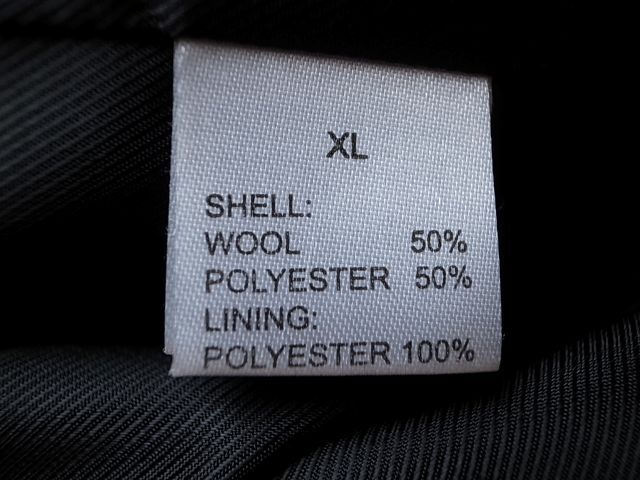 XL
SHELL:
WOOL 50%
POLYESTER 50%
LINING:
POLYESTER 100%